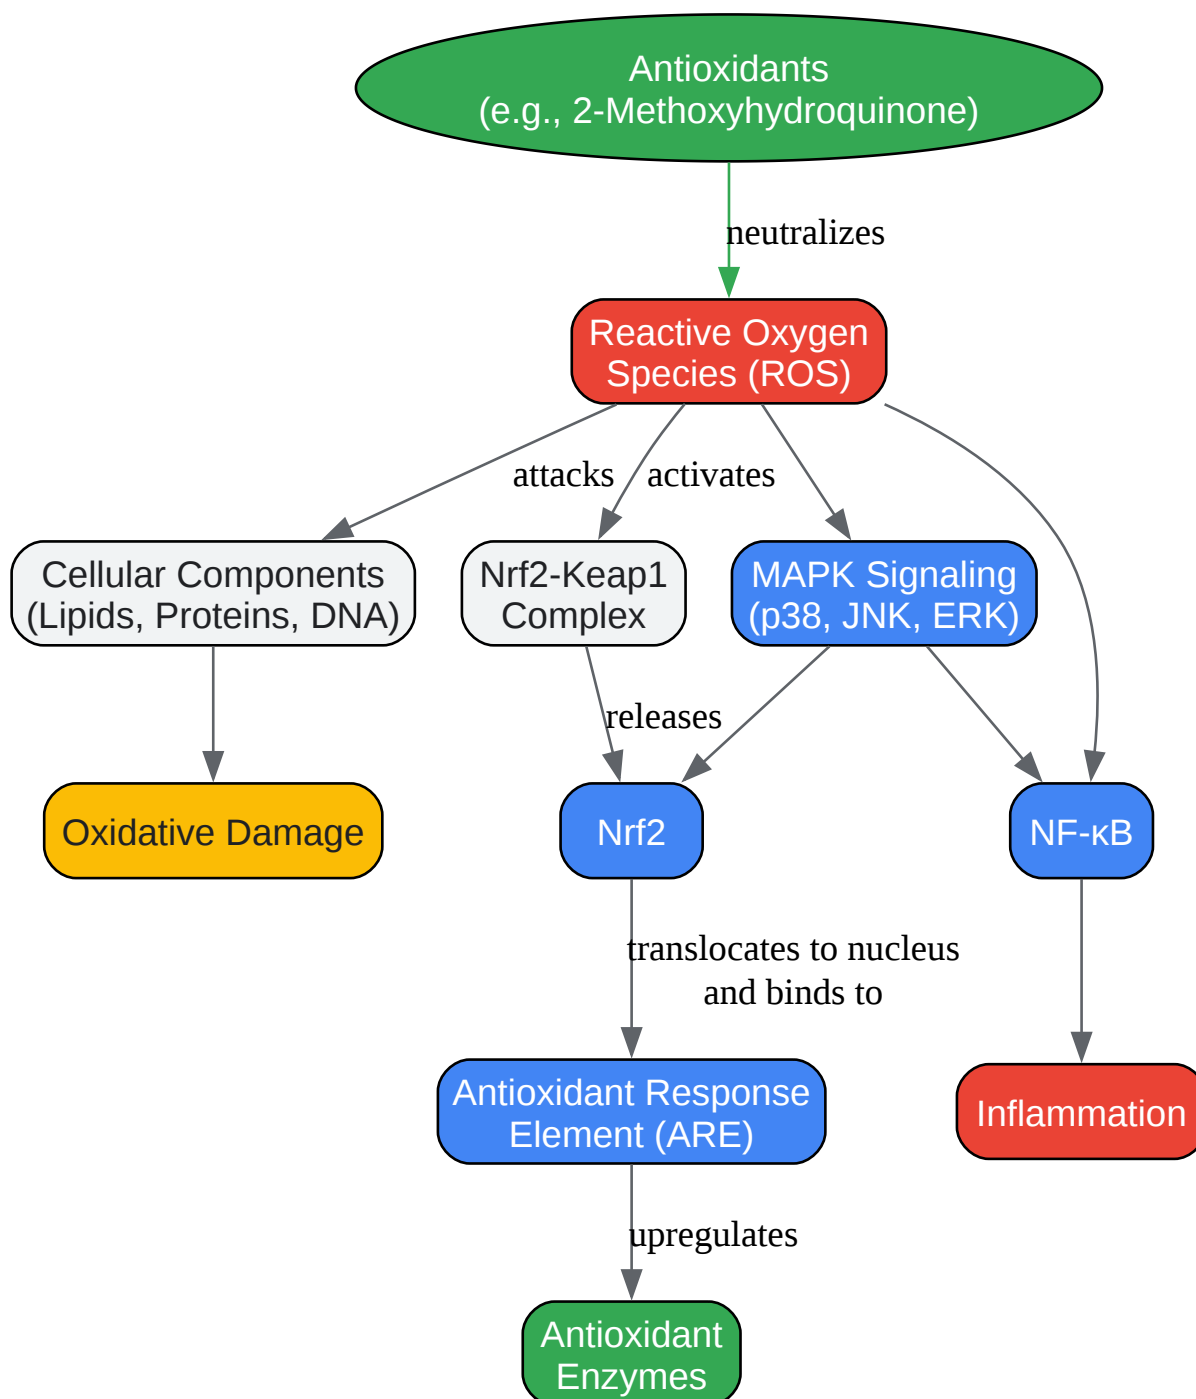 Antioxidants
(e.g., 2-Methoxyhydroquinone)
neutralizes
Reactive Oxygen
Species (ROS)
attacks
activates
Cellular Components
(Lipids, Proteins, DNA)
Nrf2-Keap1
Complex
MAPK Signaling
(p38, JNK, ERK)
releases
Oxidative Damage
Nrf2
NF-κB
translocates to nucleus
and binds to
Antioxidant Response
Element (ARE)
Inflammation
upregulates
Antioxidant
Enzymes